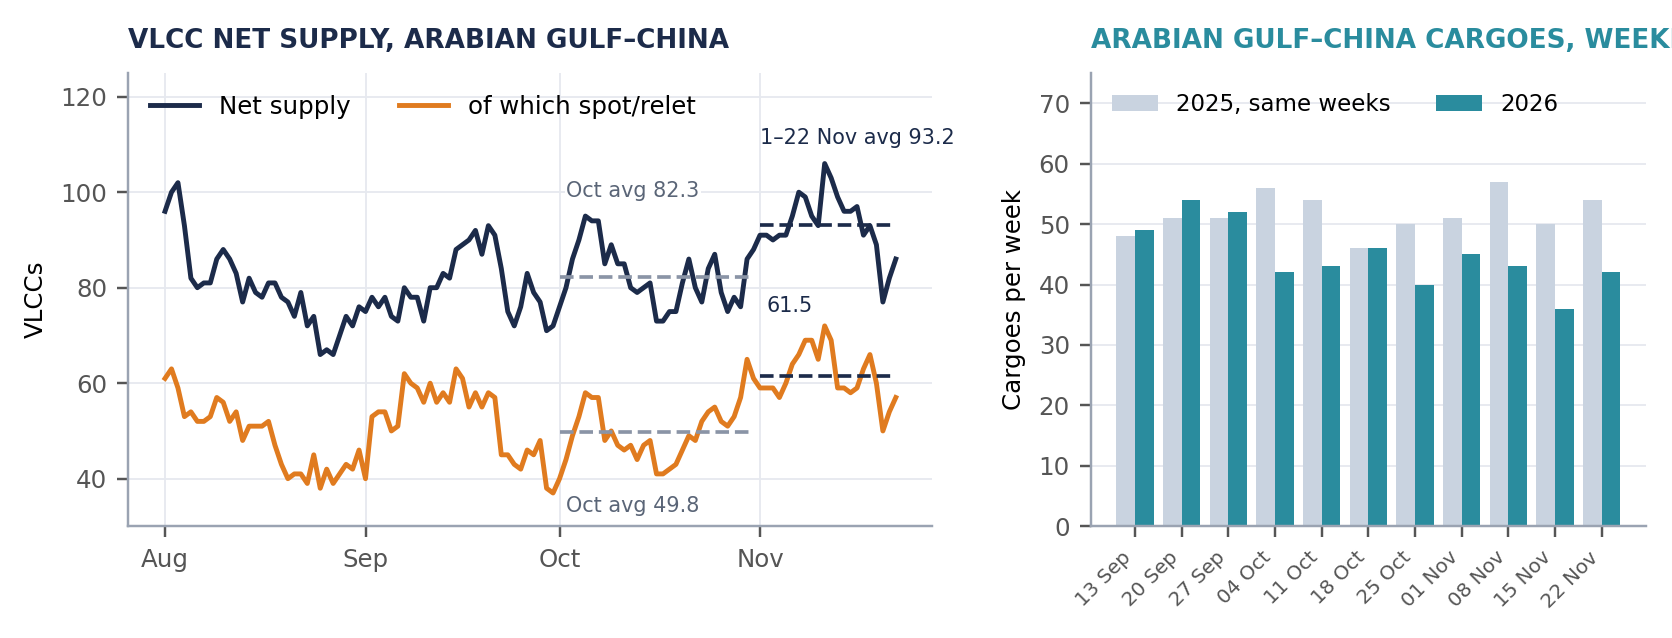 VLCC NET SUPPLY, ARABIAN GULF–CHINA
120
100
80
60
40
VLCCs
Net supply
of which spot/relet
1–22 Nov avg 93.2
Oct avg 82.3
61.5
Oct avg 49.8
Aug
Sep
Oct
Nov
ARABIAN GULF–CHINA CARGOES,
70
60
50
40
30
20
10
0
Cargoes per week
2025, same weeks
2026
13 Sep
20 Sep
27 Sep
04 Oct
11 Oct
18 Oct
25 Oct
01 Nov
08 Nov
15 Nov
22 Nov